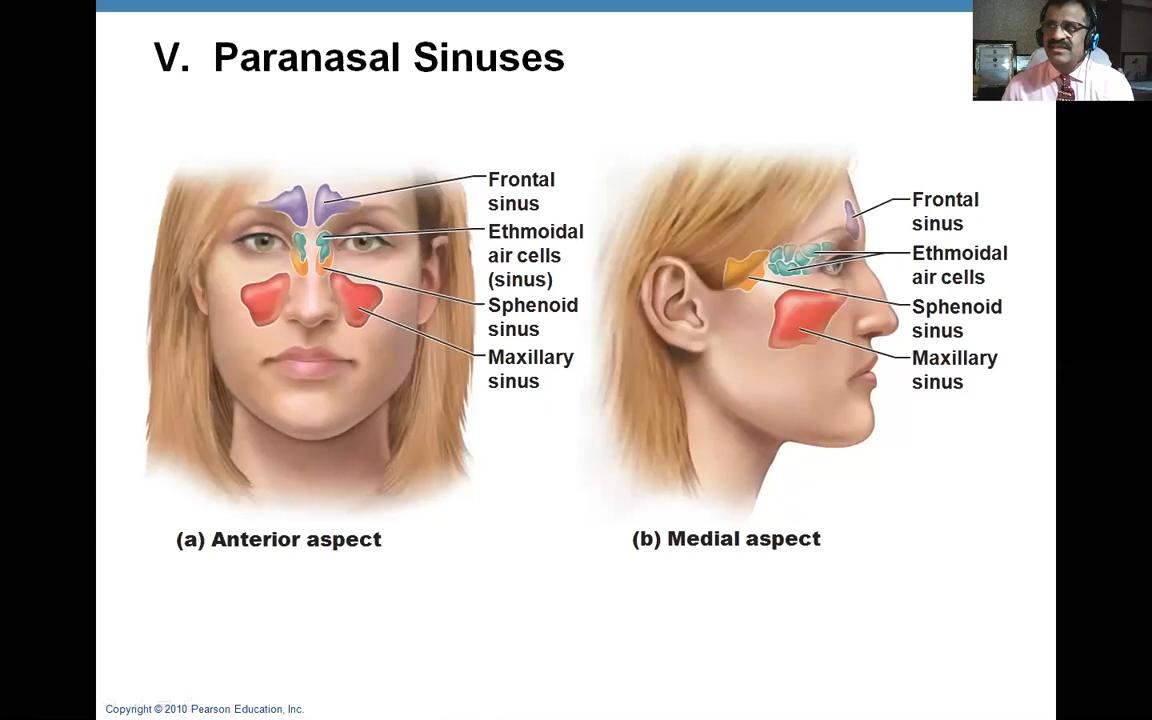 V. Paranasal Sinuses
Frontal
sinus
Ethmoidal
air cells
(sinus)
Sphenoid
sinus
Maxillary
sinus
(a) Anterior aspect
Frontal
sinus
Ethmoidal
air cells
Sphenoid
sinus
Maxillary
sinus
(b) Medial aspect
Copyright © 2010 Pearson Education, Inc.